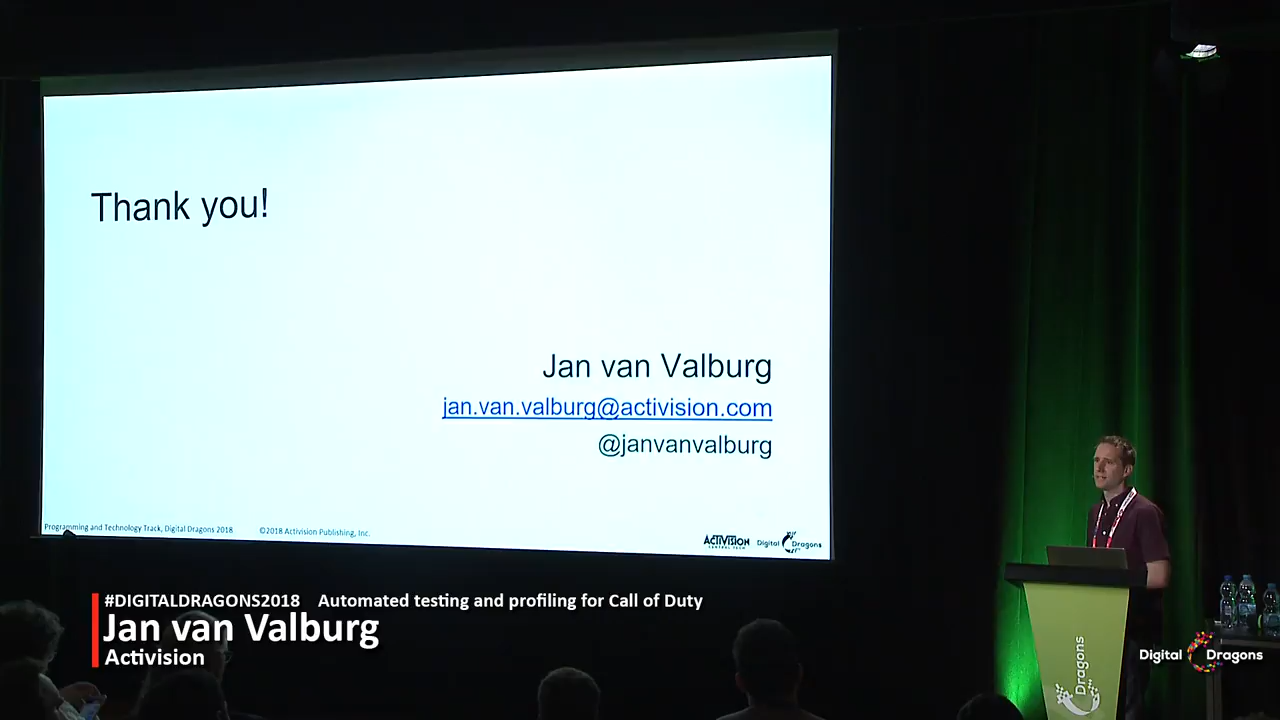 Thank you!
Jan van Valburg
jan.van.valburg@activision.com
@janvanvalburg
Programming and Technology Track, Digital Dragons 2018 ©2018 Activision Publishing, Inc.
ACTIVISION
CENTRAL TECH
Digital Dragons
#DIGITALDRAGONS2018 Automated testing and profiling for Call of Duty
Jan van Valburg
Activision
Dragons
Digital Dragons